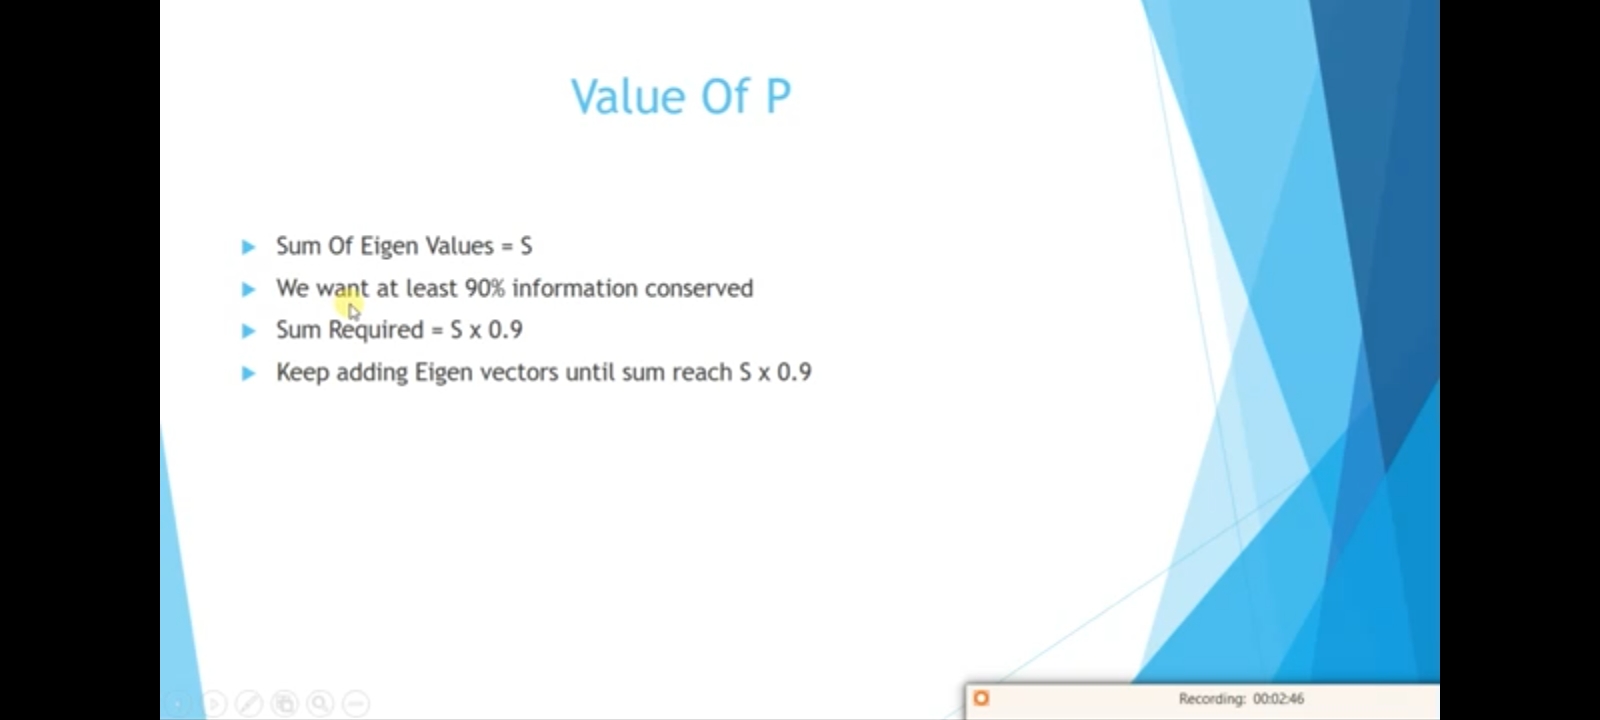 Value Of P
Sum Of Eigen Values = S
We want at least 90% information conserved
Sum Required = S x 0.9
Keep adding Eigen vectors until sum reach S x 0.9
Recording: 00:02:46